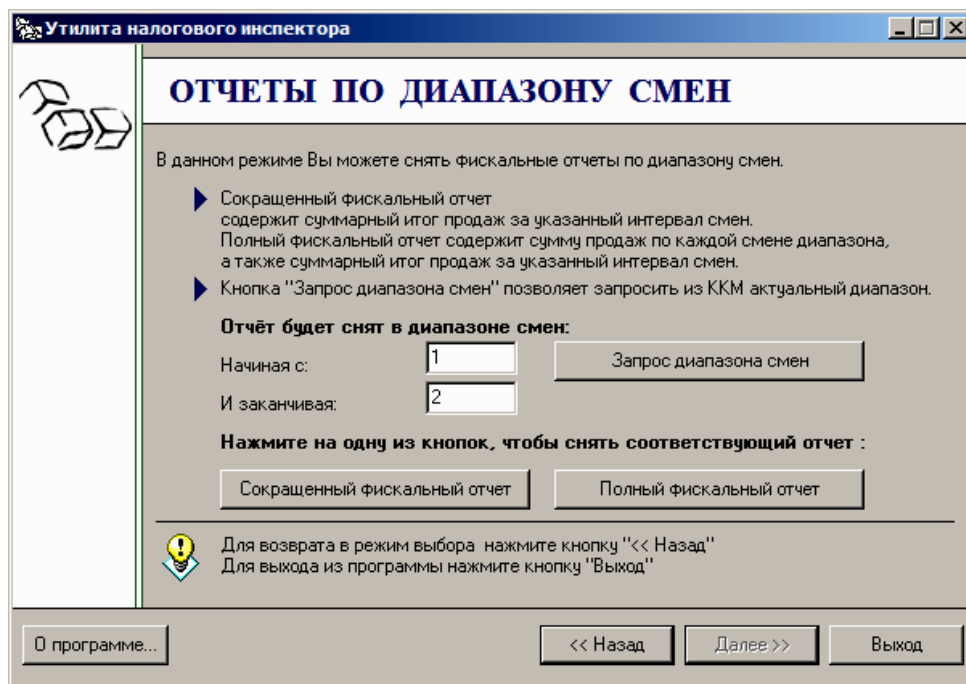 Утилита налогового инспектора
ОТЧЕТЫ ПО ДИАПАЗОНУ СМЕН
В данном режиме Вы можете снять фискальные отчеты по диапазону смен.
Сокращенный фискальный отчет
содержит суммарный итог продаж за указанный интервал смен.
Полный фискальный отчет содержит сумму продаж по каждой смене диапазона,
а также суммарный итог продаж за указанный интервал смен.
Кнопка "Запрос диапазона смен" позволяет запросить из ККМ актуальный диапазон.
Отчёт будет снят в диапазоне смен:
Начиная с: 1 Запрос диапазона смен
И заканчивая: 2
Нажмите на одну из кнопок, чтобы снять соответствующий отчет :
Сокращенный фискальный отчет Полный фискальный отчет
Для возврата в режим выбора нажмите кнопку "<< Назад"
Для выхода из программы нажмите кнопку "Выход"
О программе... << Назад Далее >> Выход